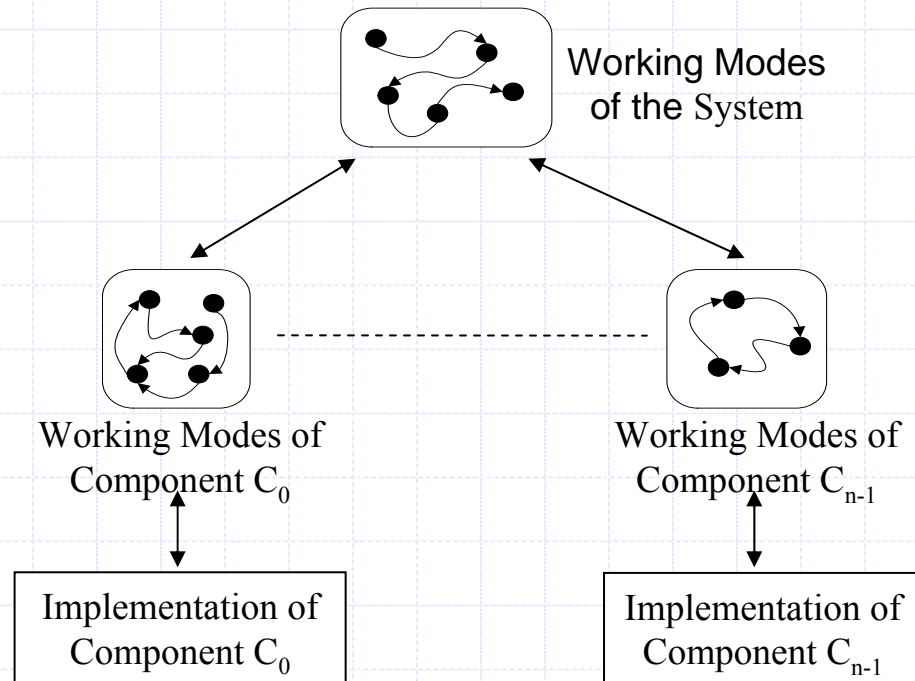 Working Modes
of the System
Working Modes of
Component C₀
Working Modes of
Component Cₙ₋₁
Implementation of
Component C₀
Implementation of
Component Cₙ₋₁